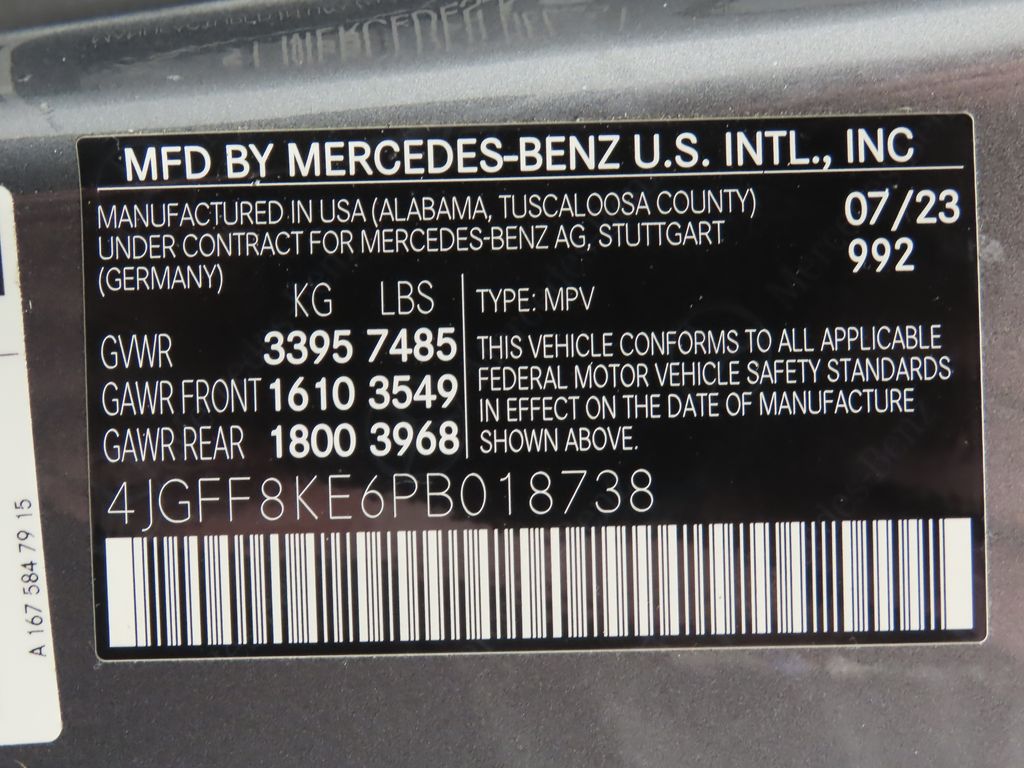 MFD BY MERCEDES-BENZ U.S. INTL., INC
MANUFACTURED IN USA (ALABAMA, TUSCALOOSA COUNTY)
UNDER CONTRACT FOR MERCEDES-BENZ AG, STUTTGART
(GERMANY)
07/23
992
KG LBS
GVWR 3395 7485
GAWR FRONT 1610 3549
GAWR REAR 1800 3968
TYPE: MPV
THIS VEHICLE CONFORMS TO ALL APPLICABLE
FEDERAL MOTOR VEHICLE SAFETY STANDARDS
IN EFFECT ON THE DATE OF MANUFACTURE
SHOWN ABOVE.
4JGFF8KE6PB018738
A 167 584 79 15